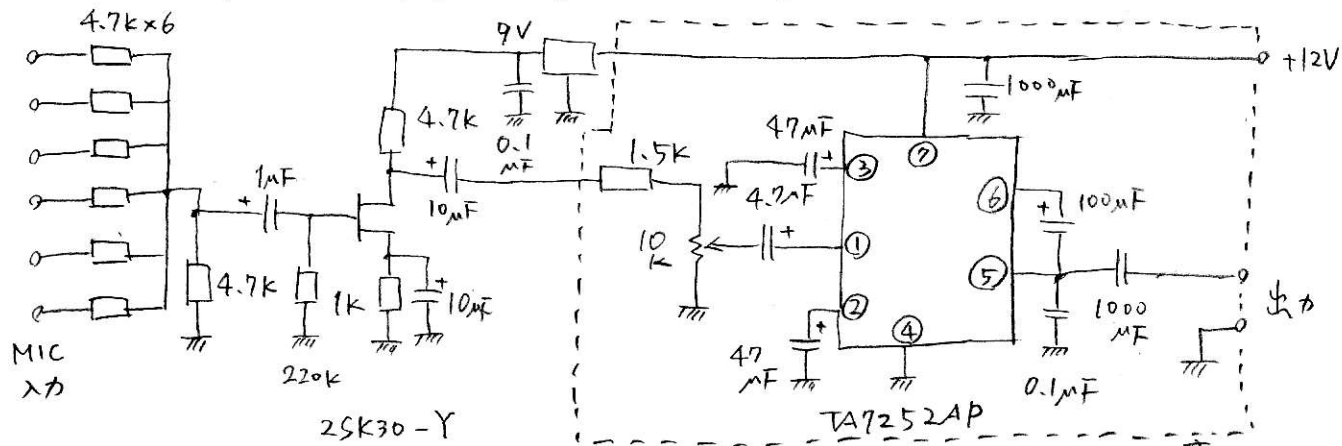 4.7K×6
9V
+12V
1000μF
4.7K
47μF
③
⑦
0.1
μF
1.5K
1μF
10μF
4.7μF
⑥
100μF
10
K
①
⑤
4.7K
1K
10μF
②
④
1000
μF
出力
MIC
入力
220K
47
μF
0.1μF
2SK30-Y
TA7252AP